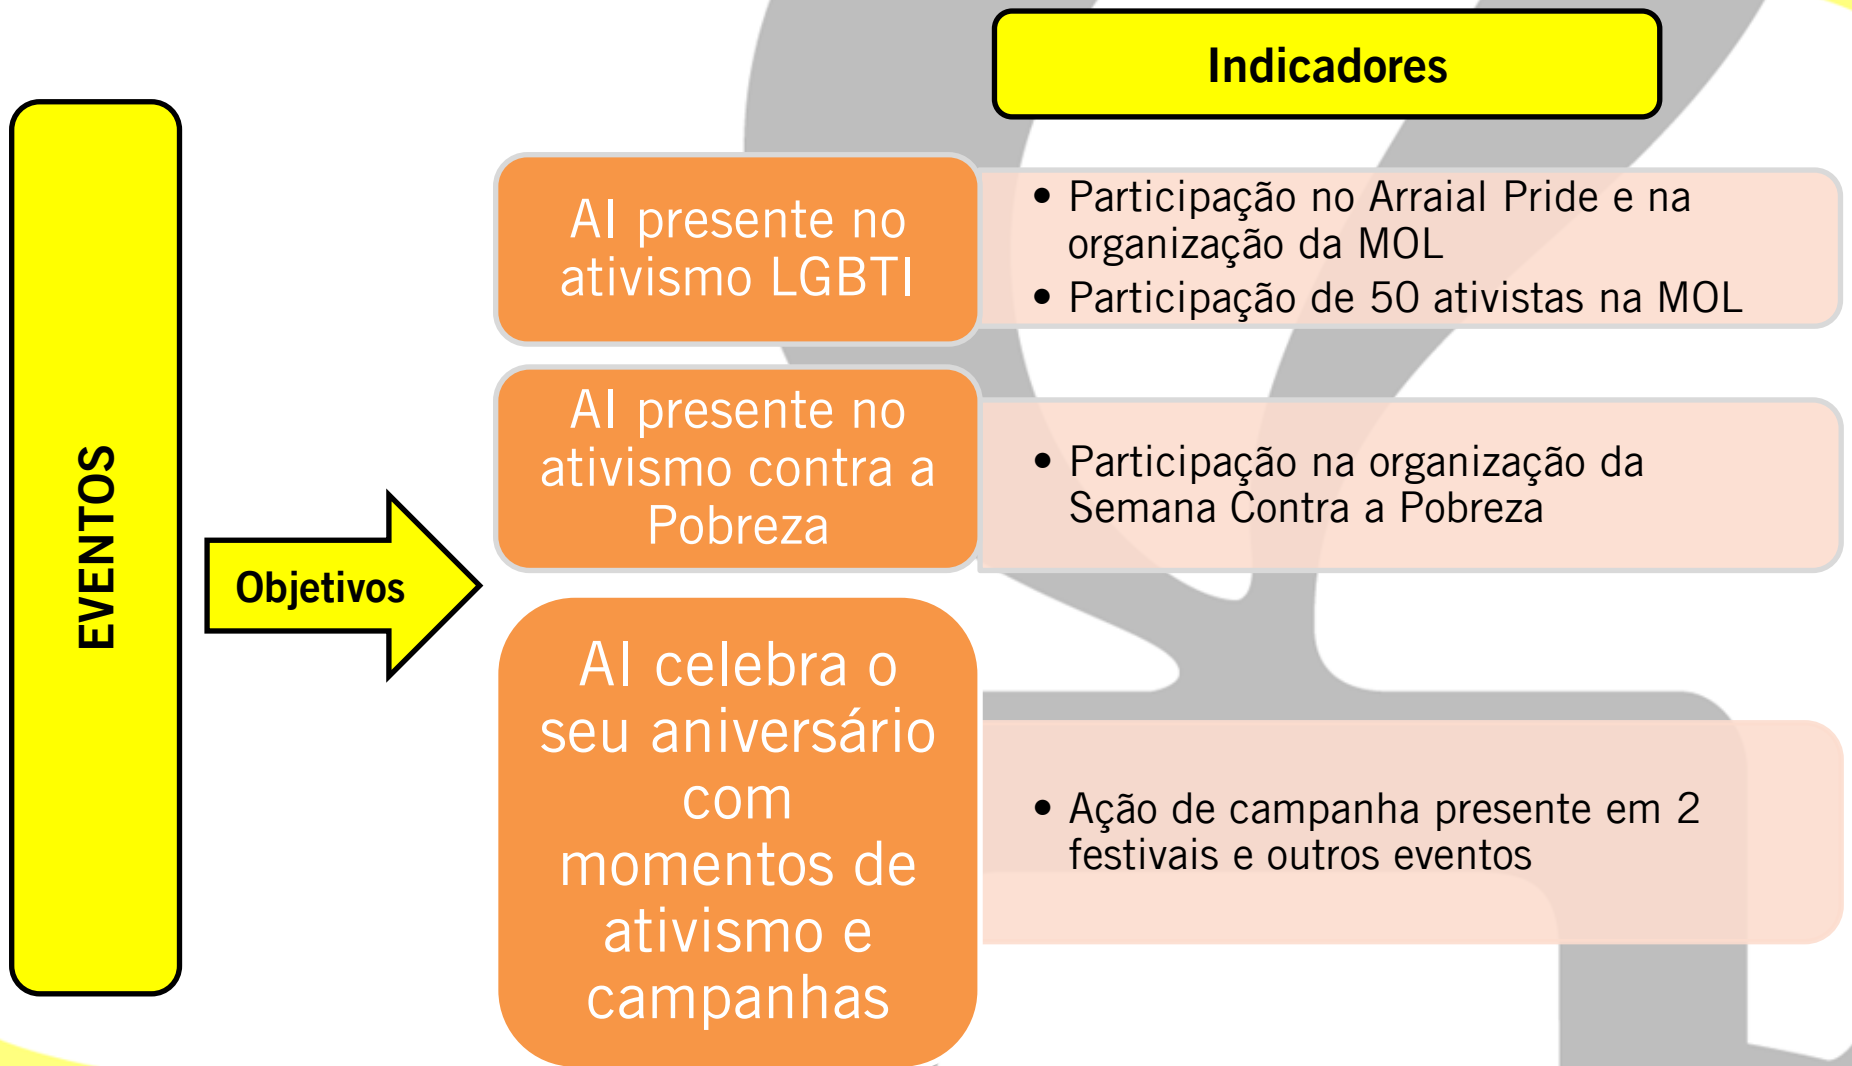 Indicadores
EVENTOS
Objetivos
AI presente no
ativismo LGBTI
• Participação no Arraial Pride e na
organização da MOL
• Participação de 50 ativistas na MOL
AI presente no
ativismo contra a
Pobreza
• Participação na organização da
Semana Contra a Pobreza
AI celebra o
seu aniversário
com
momentos de
ativismo e
campanhas
• Ação de campanha presente em 2
festivais e outros eventos